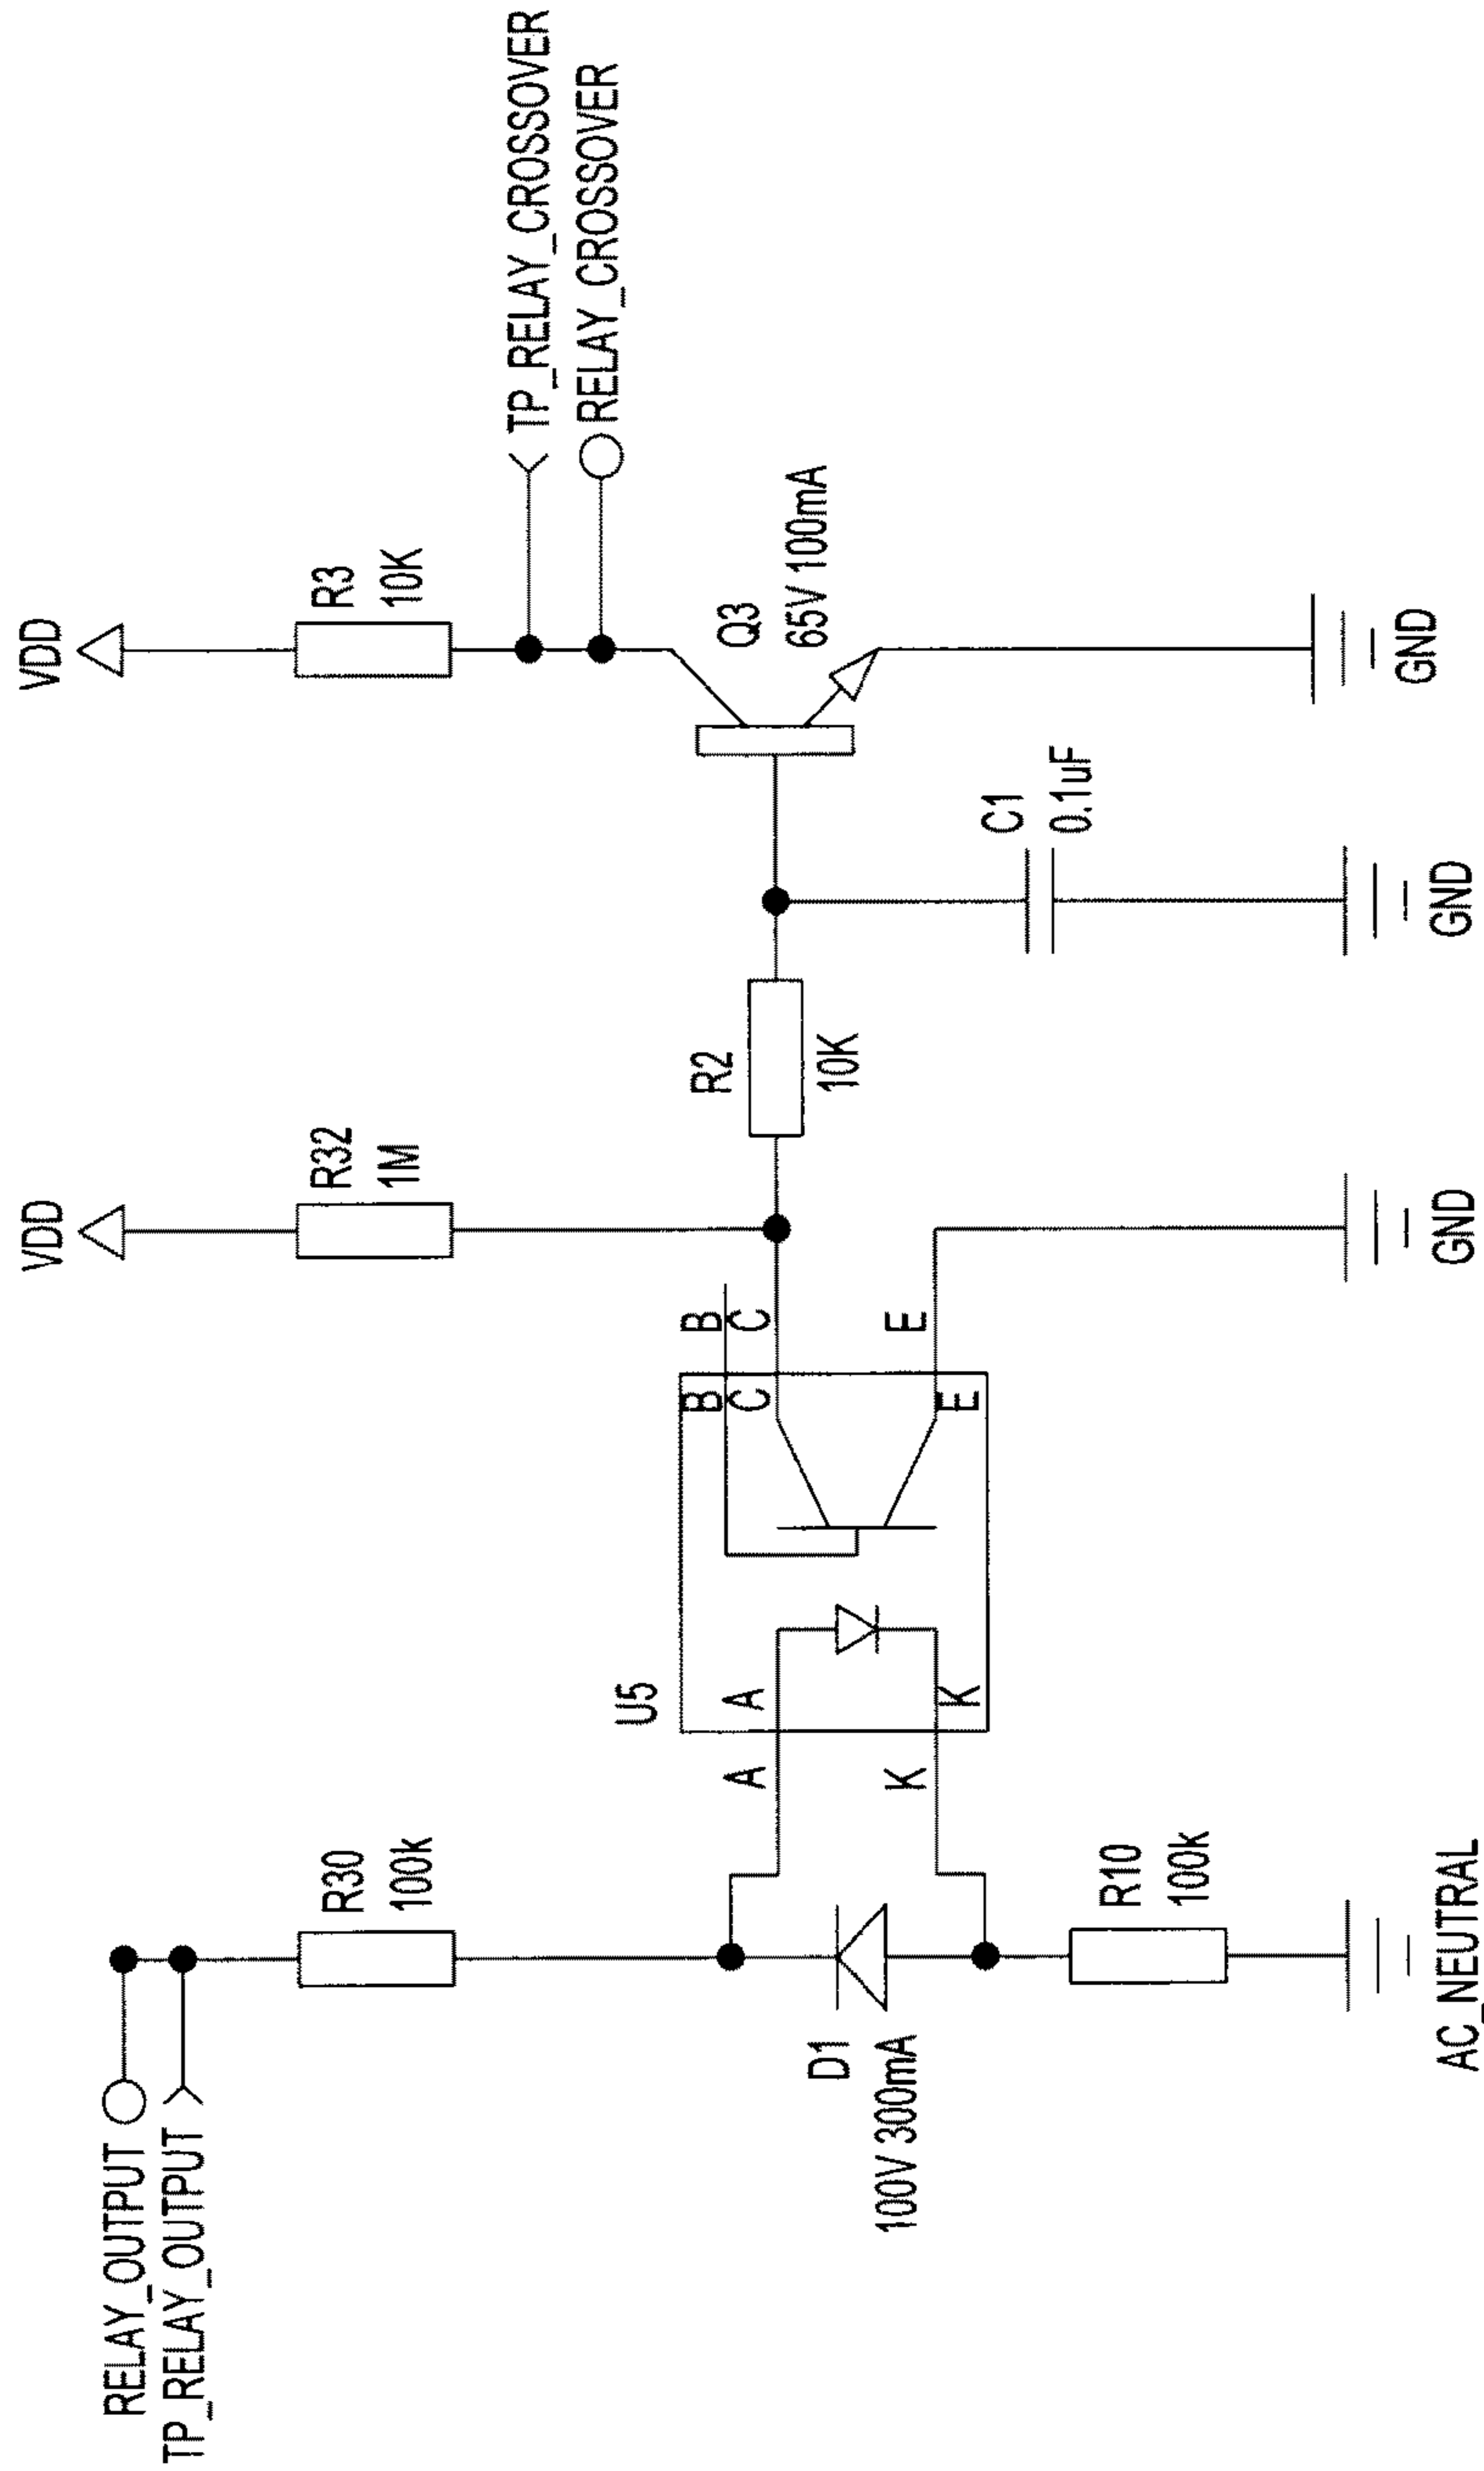 RELAY_OUTPUT
TP_RELAY_OUTPUT
R30
100k
D1
100V 300mA
R10
100k
AC_NEUTRAL
U5
A
A
K
K
B
B
C
C
E
E
VDD
R32
1M
GND
R2
10K
C1
0.1uF
GND
VDD
R3
10K
TP_RELAY_CROSSOVER
RELAY_CROSSOVER
Q3
65V 100mA
GND